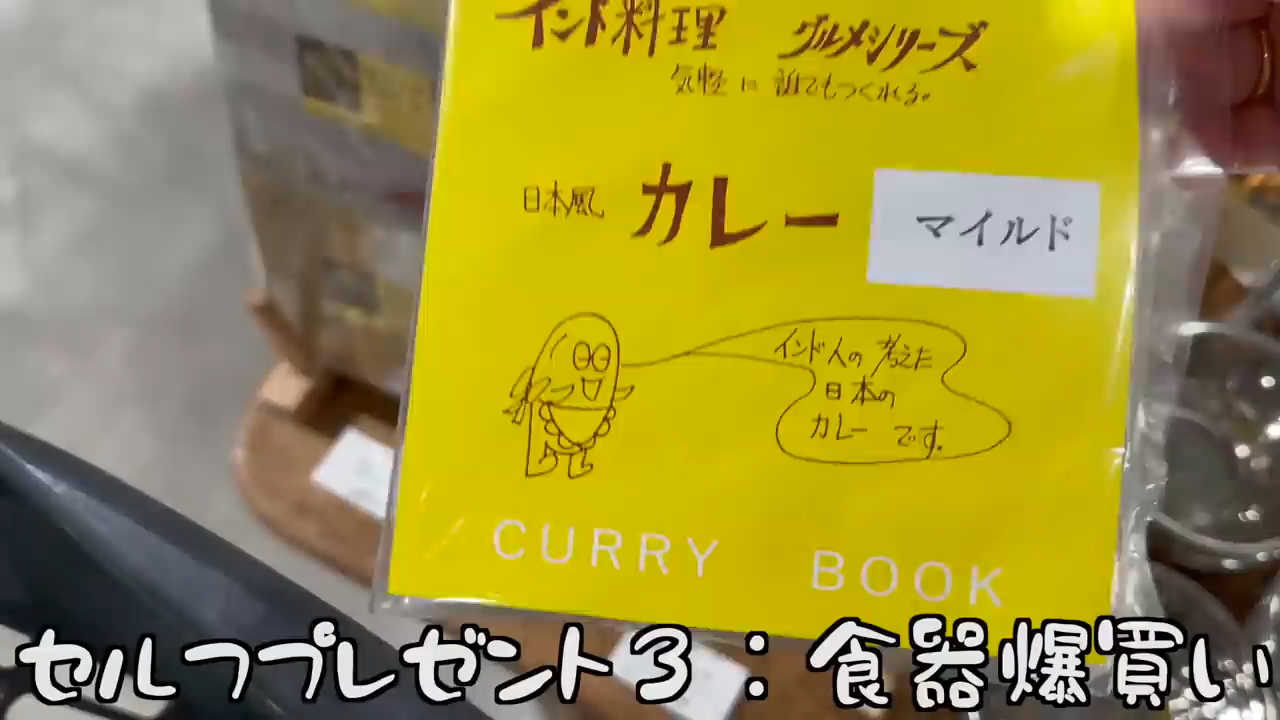 インド料理 グルメシリーズ
気軽に誰でもつくれる。
日本風 カレー マイルド
インド人の考えた
日本の
カレーです。
CURRY BOOK
セルフプレゼント3:食器爆買い